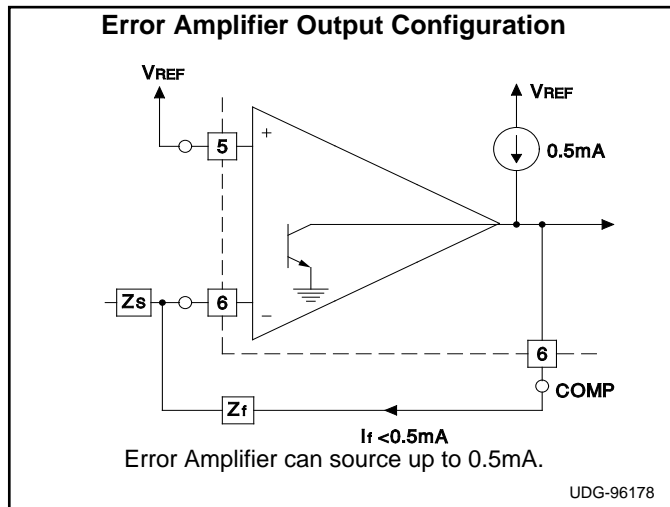 Error Amplifier Output Configuration
VREF
VREF
5
+
0.5mA
Zs
6
−
6
COMP
Zf
If <0.5mA
Error Amplifier can source up to 0.5mA.
UDG-96178